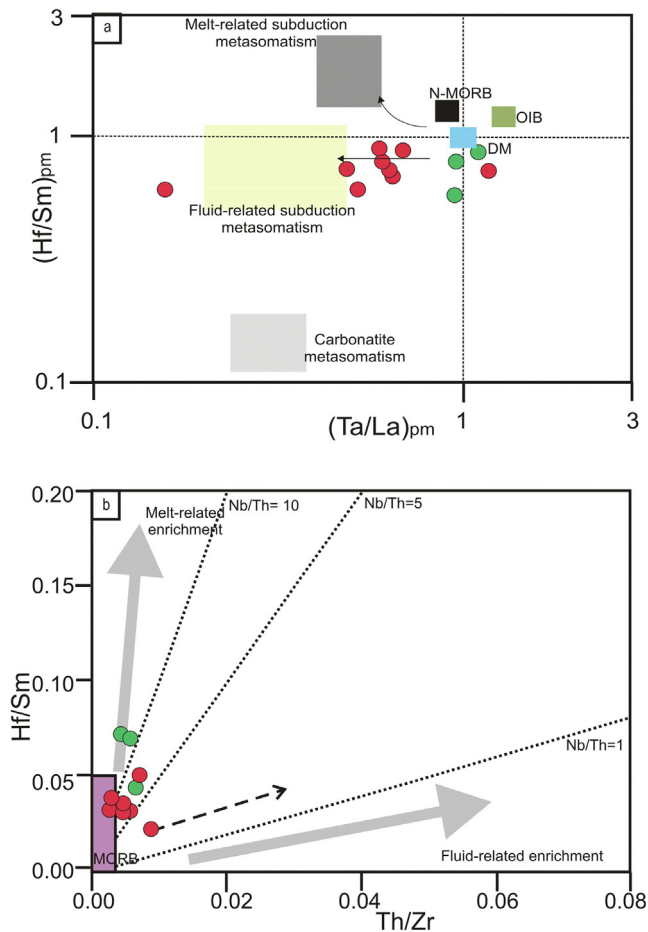 3
a
Melt-related subduction
metasomatism
N-MORB
OIB
1
DM
(Hf/Sm)pm
Fluid-related subduction
metasomatism
Carbonatite
metasomatism
0.1
0.1
1
3
(Ta/La)pm
0.20
b
Melt-related
enrichment
Nb/Th= 10
Nb/Th=5
0.15
0.10
Hf/Sm
Nb/Th=1
0.05
MORB
Fluid-related enrichment
0.00
0.00
0.02
0.04
0.06
0.08
Th/Zr